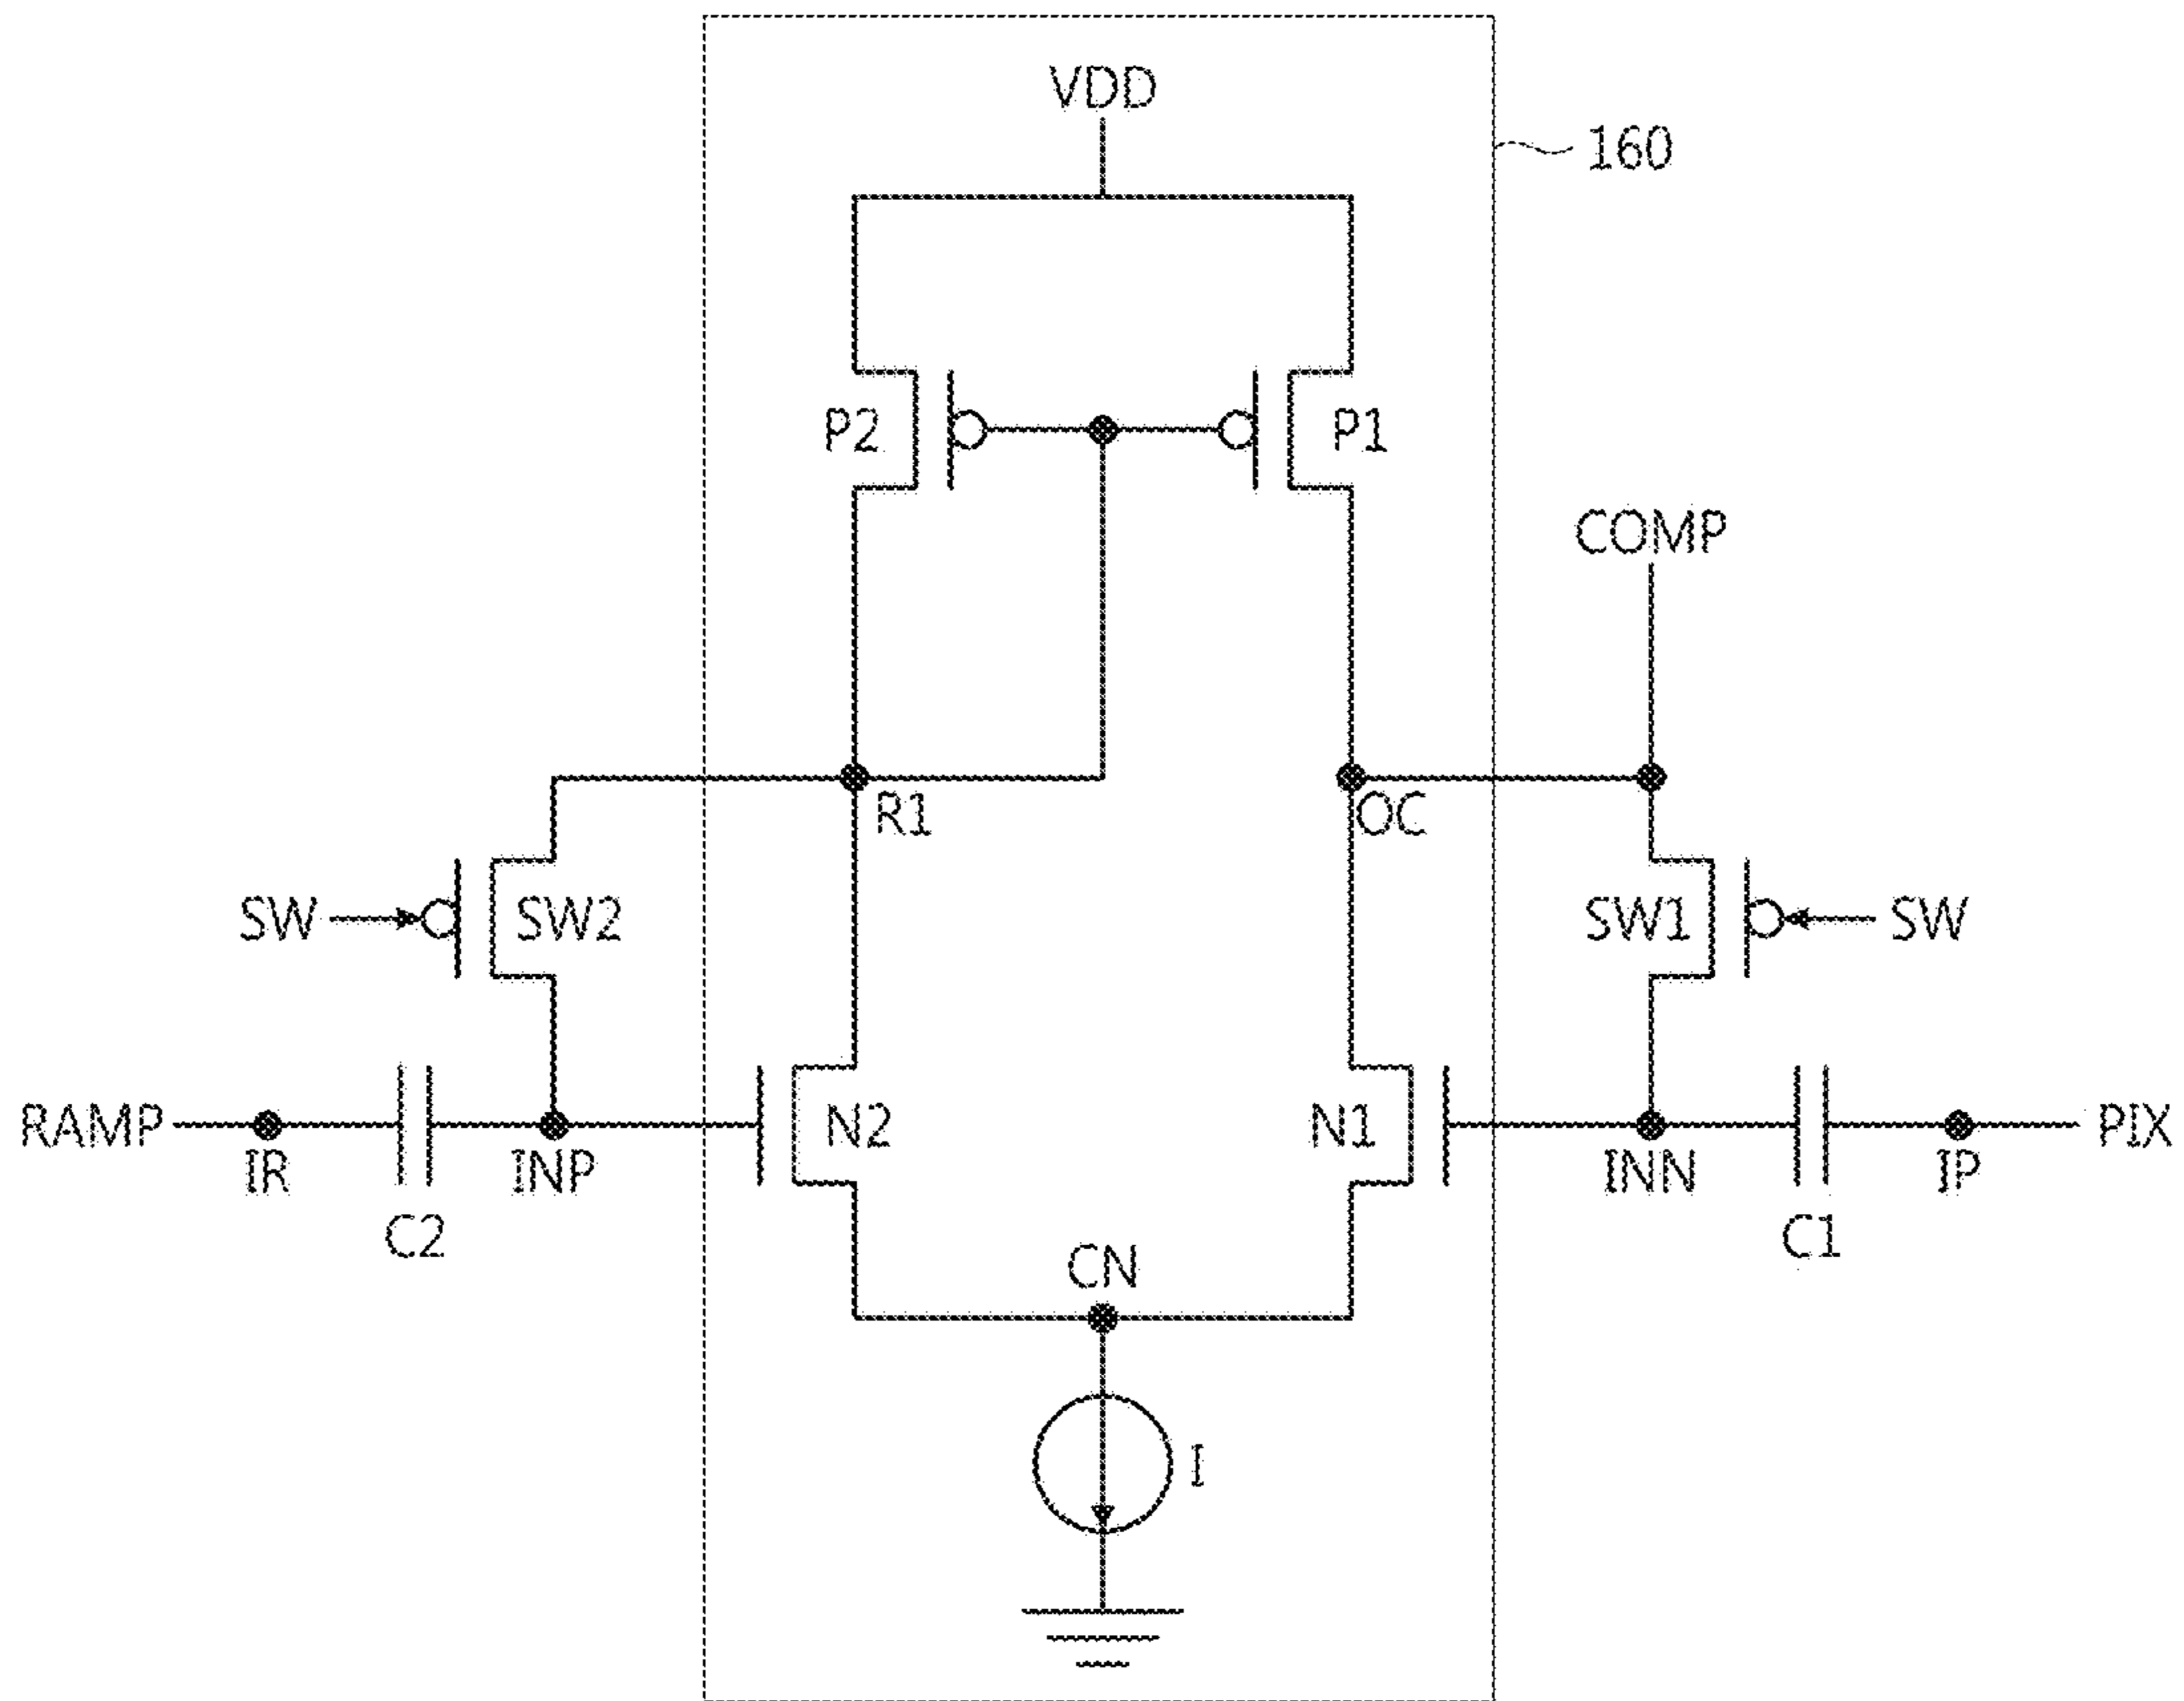 VDD
160
P2
P1
COMP
R1
OC
SW
SW2
SW1
SW
RAMP
IR
INP
N2
N1
INN
IP
PIX
C2
C1
CN
I